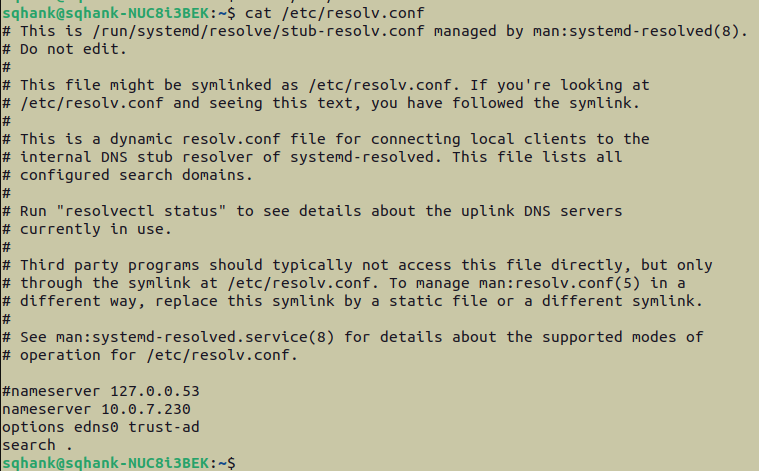 sqhank@sqhank-NUC8i3BEK:~$ cat /etc/resolv.conf
# This is /run/systemd/resolve/stub-resolv.conf managed by man:systemd-resolved(8).
# Do not edit.
#
# This file might be symlinked as /etc/resolv.conf. If you're looking at
# /etc/resolv.conf and seeing this text, you have followed the symlink.
#
# This is a dynamic resolv.conf file for connecting local clients to the
# internal DNS stub resolver of systemd-resolved. This file lists all
# configured search domains.
#
# Run "resolvectl status" to see details about the uplink DNS servers
# currently in use.
#
# Third party programs should typically not access this file directly, but only
# through the symlink at /etc/resolv.conf. To manage man:resolv.conf(5) in a
# different way, replace this symlink by a static file or a different symlink.
#
# See man:systemd-resolved.service(8) for details about the supported modes of
# operation for /etc/resolv.conf.

#nameserver 127.0.0.53
nameserver 10.0.7.230
options edns0 trust-ad
search .
sqhank@sqhank-NUC8i3BEK:~$